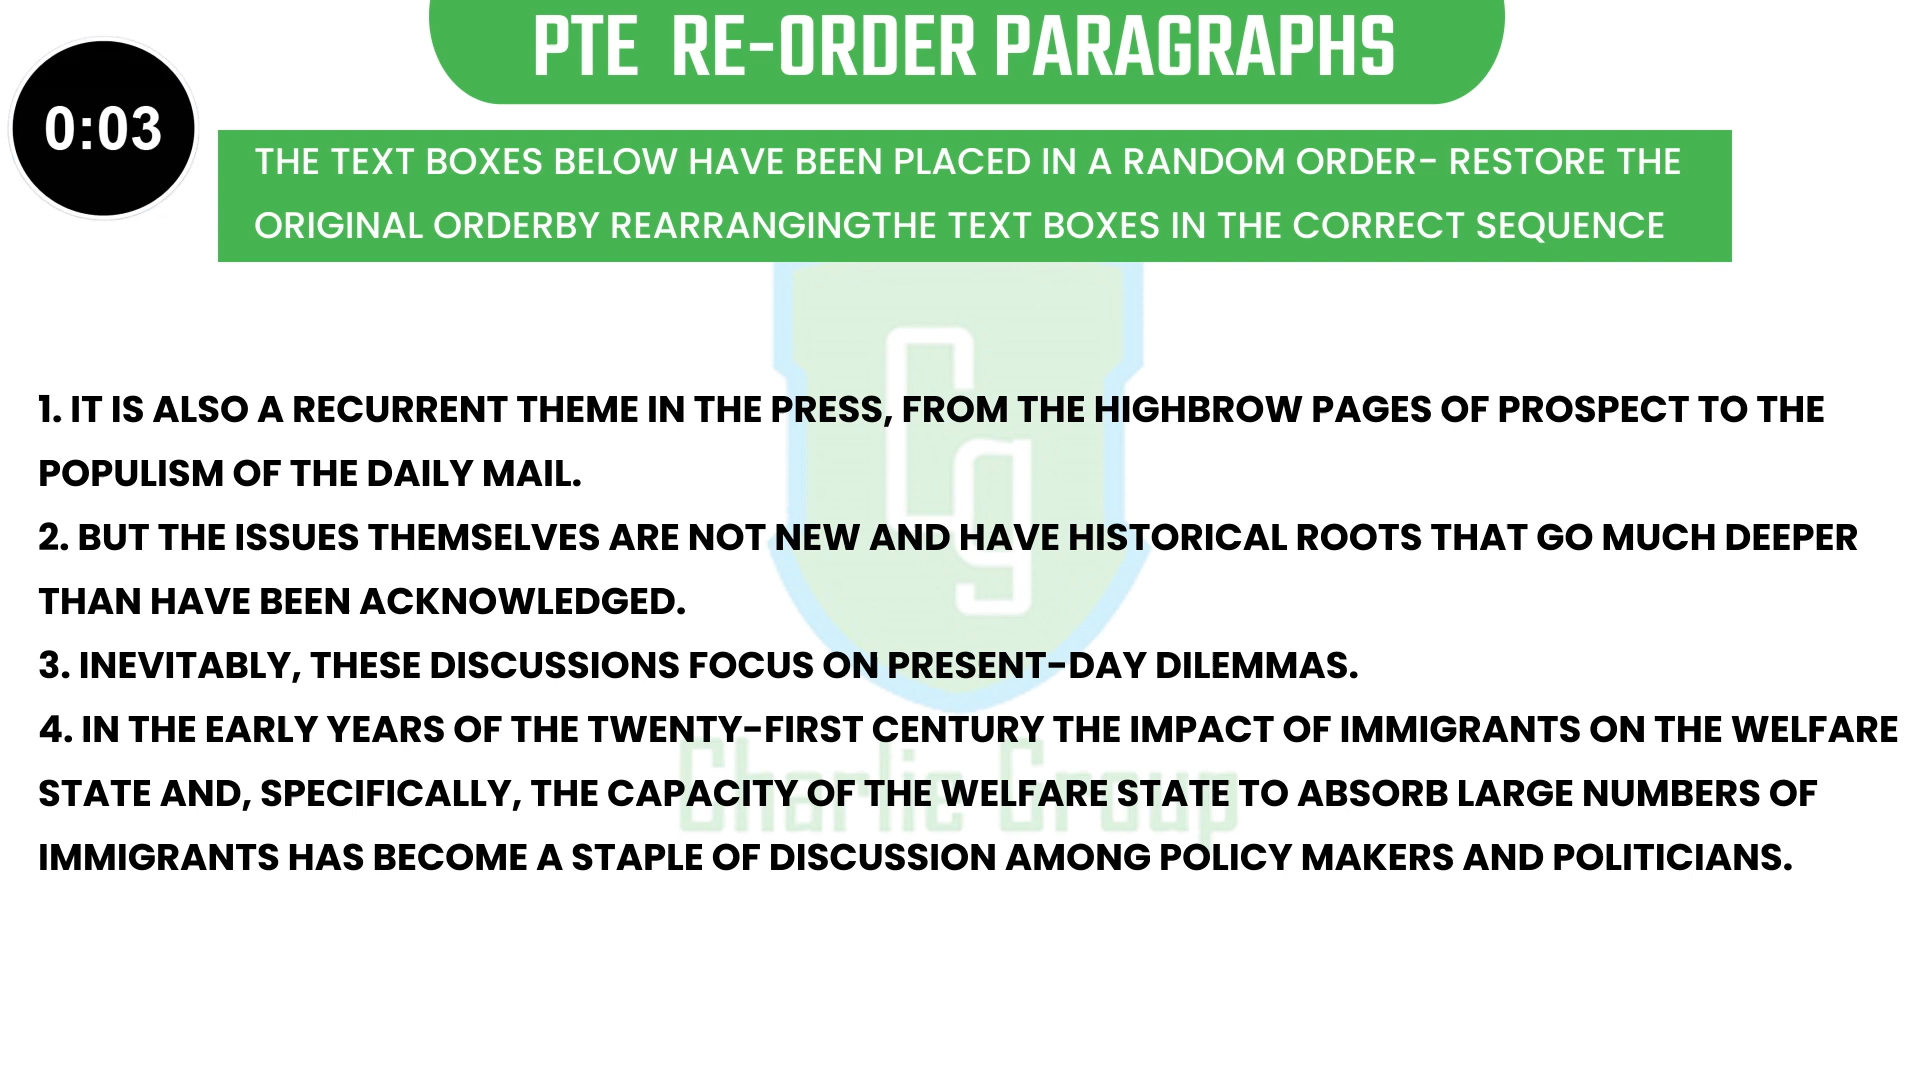 PTE RE-ORDER PARAGRAPHS
0:03
THE TEXT BOXES BELOW HAVE BEEN PLACED IN A RANDOM ORDER- RESTORE THE
ORIGINAL ORDERBY REARRANGINGTHE TEXT BOXES IN THE CORRECT SEQUENCE
Cg
1. IT IS ALSO A RECURRENT THEME IN THE PRESS, FROM THE HIGHBROW PAGES OF PROSPECT TO THE
POPULISM OF THE DAILY MAIL.
2. BUT THE ISSUES THEMSELVES ARE NOT NEW AND HAVE HISTORICAL ROOTS THAT GO MUCH DEEPER
THAN HAVE BEEN ACKNOWLEDGED.
3. INEVITABLY, THESE DISCUSSIONS FOCUS ON PRESENT-DAY DILEMMAS.
4. IN THE EARLY YEARS OF THE TWENTY-FIRST CENTURY THE IMPACT OF IMMIGRANTS ON THE WELFARE
STATE AND, SPECIFICALLY, THE CAPACITY OF THE WELFARE STATE TO ABSORB LARGE NUMBERS OF
Charlie Group
IMMIGRANTS HAS BECOME A STAPLE OF DISCUSSION AMONG POLICY MAKERS AND POLITICIANS.